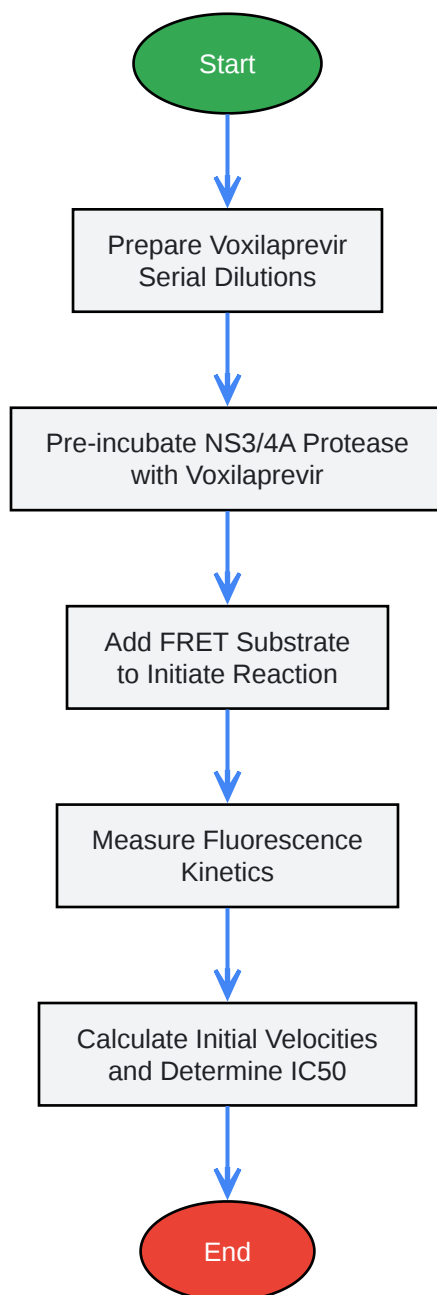 Start
Prepare Voxilaprevir
Serial Dilutions
Pre-incubate NS3/4A Protease
with Voxilaprevir
Add FRET Substrate
to Initiate Reaction
Measure Fluorescence
Kinetics
Calculate Initial Velocities
and Determine IC50
End